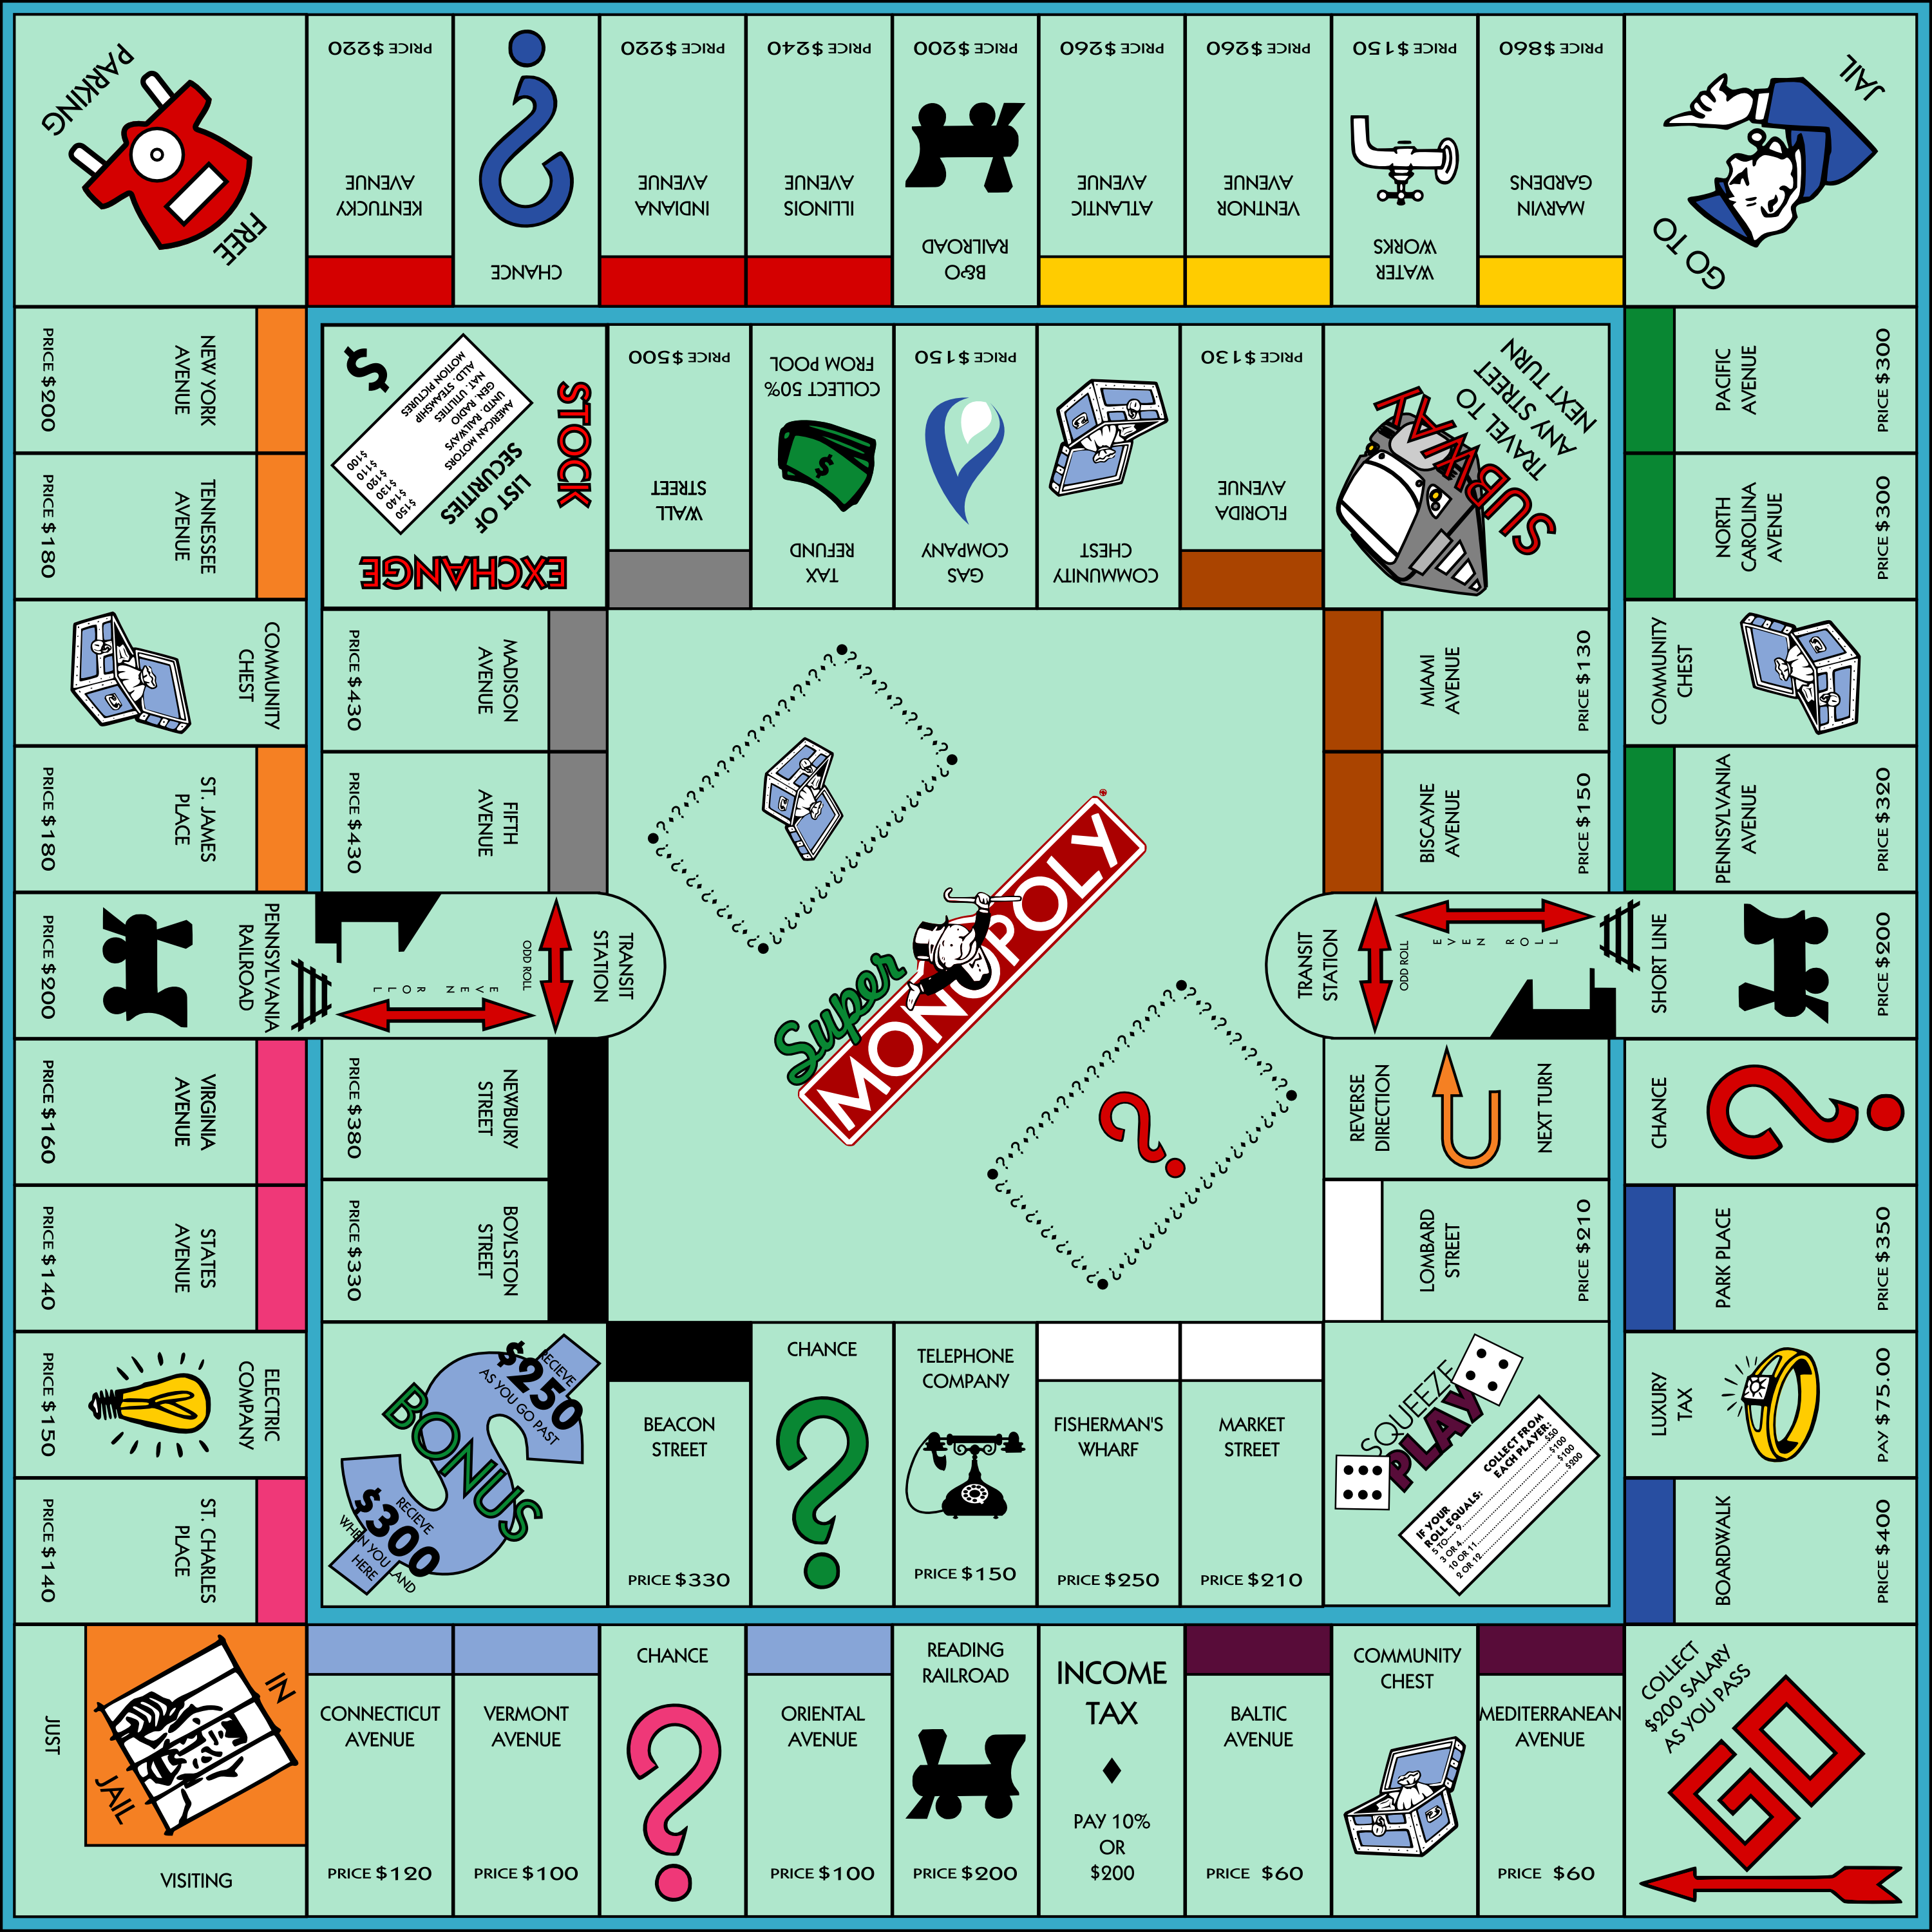 FREE
PARKING
KENTUCKY
AVENUE
PRICE $220
CHANCE
INDIANA
AVENUE
PRICE $220
ILLINOIS
AVENUE
PRICE $240
B&O
RAILROAD
PRICE $200
ATLANTIC
AVENUE
PRICE $260
VENTNOR
AVENUE
PRICE $260
WATER
WORKS
PRICE $150
MARVIN
GARDENS
PRICE $860
GO TO
JAIL
NEW YORK
AVENUE
PRICE $200
TENNESSEE
AVENUE
PRICE $180
COMMUNITY
CHEST
ST. JAMES
PLACE
PRICE $180
PENNSYLVANIA
RAILROAD
PRICE $200
VIRGINIA
AVENUE
PRICE $160
STATES
AVENUE
PRICE $140
ELECTRIC
COMPANY
PRICE $150
ST. CHARLES
PLACE
PRICE $140
STOCK
EXCHANGE
$
LIST OF
SECURITIES
AMERICAN MOTORS
UNTD. RAILWAYS
GEN. RADIO
NAT. UTILITIES
ALLD. STEAMSHIP
MOTION PICTURES
$150
$140
$130
$120
$110
$100
WALL
STREET
PRICE $500
TAX
REFUND
COLLECT 50%
FROM POOL
$
GAS
COMPANY
PRICE $150
COMMUNITY
CHEST
FLORIDA
AVENUE
PRICE $130
SUBWAY
TRAVEL TO
ANY STREET
NEXT TURN
MADISON
AVENUE
PRICE $430
FIFTH
AVENUE
PRICE $430
TRANSIT
STATION
ODD ROLL
EVEN ROLL
NEWBURY
STREET
PRICE $380
BOYLSTON
STREET
PRICE $330
Super
MONOPOLY
®
?
MIAMI
AVENUE
PRICE $130
BISCAYNE
AVENUE
PRICE $150
TRANSIT
STATION
ODD ROLL
EVEN ROLL
REVERSE
DIRECTION
NEXT TURN
LOMBARD
STREET
PRICE $210
BONUS
RECIEVE
$250
AS YOU GO PAST
RECIEVE
$300
WHEN YOU LAND
HERE
BEACON
STREET
PRICE $330
CHANCE
?
TELEPHONE
COMPANY
PRICE $150
FISHERMAN'S
WHARF
PRICE $250
MARKET
STREET
PRICE $210
SQUEEZE
PLAY
IF YOUR
ROLL EQUALS:
COLLECT FROM
EACH PLAYER:
5 TO 9..........$50
3 OR 4..........$100
10 OR 11..........$100
2 OR 12..........$200
PACIFIC
AVENUE
PRICE $300
NORTH
CAROLINA
AVENUE
PRICE $300
COMMUNITY
CHEST
PENNSYLVANIA
AVENUE
PRICE $320
SHORT LINE
PRICE $200
CHANCE
?
PARK PLACE
PRICE $350
LUXURY
TAX
PAY $75.00
BOARDWALK
PRICE $400
JUST
VISITING
IN
JAIL
CONNECTICUT
AVENUE
PRICE $120
VERMONT
AVENUE
PRICE $100
CHANCE
?
ORIENTAL
AVENUE
PRICE $100
READING
RAILROAD
PRICE $200
INCOME
TAX
PAY 10%
OR
$200
BALTIC
AVENUE
PRICE $60
COMMUNITY
CHEST
MEDITERRANEAN
AVENUE
PRICE $60
COLLECT
$200 SALARY
AS YOU PASS
GO